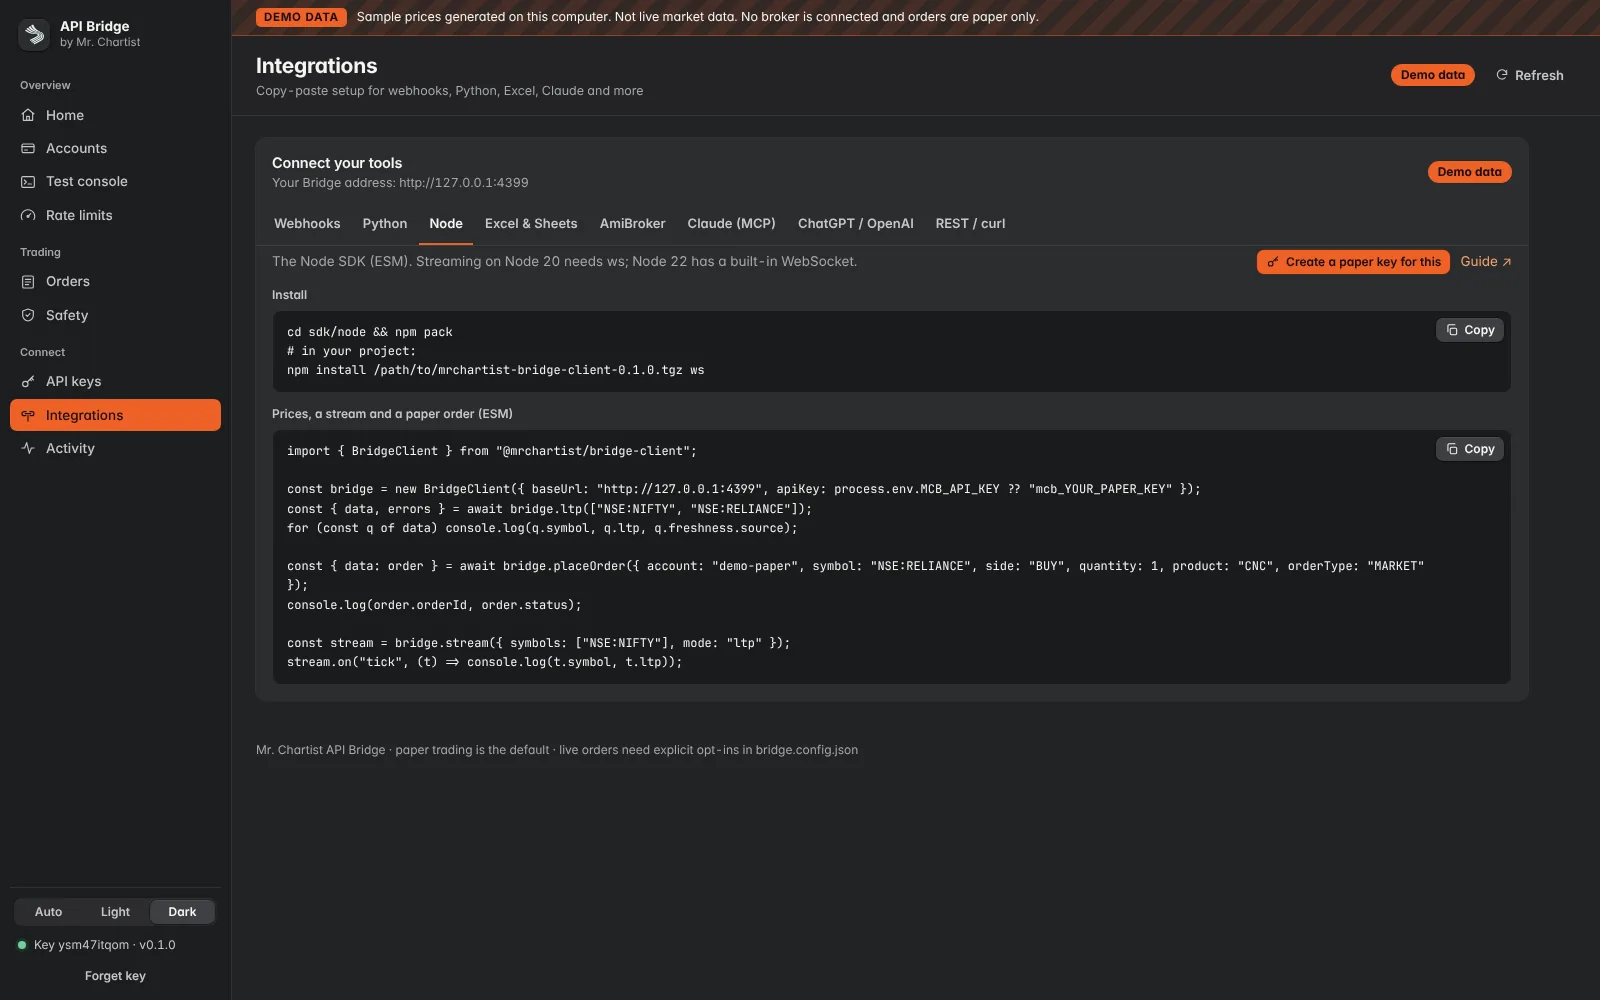 API Bridge
by Mr. Chartist
Overview
Home
Accounts
Test console
Rate limits
Trading
Orders
Safety
Connect
API keys
Integrations
Activity
Auto Light Dark
Key ysm47itqom · v0.1.0
Forget key
DEMO DATA Sample prices generated on this computer. Not live market data. No broker is connected and orders are paper only.
Integrations
Copy-paste setup for webhooks, Python, Excel, Claude and more
Demo data Refresh
Connect your tools
Your Bridge address: http://127.0.0.1:4399
Demo data
Webhooks Python Node Excel & Sheets AmiBroker Claude (MCP) ChatGPT / OpenAI REST / curl
The Node SDK (ESM). Streaming on Node 20 needs ws; Node 22 has a built-in WebSocket.
Create a paper key for this Guide ↗
Install
Copy
cd sdk/node && npm pack
# in your project:
npm install /path/to/mrchartist-bridge-client-0.1.0.tgz ws
Prices, a stream and a paper order (ESM)
Copy
import { BridgeClient } from "@mrchartist/bridge-client";
const bridge = new BridgeClient({ baseUrl: "http://127.0.0.1:4399", apiKey: process.env.MCB_API_KEY ?? "mcb_YOUR_PAPER_KEY" });
const { data, errors } = await bridge.ltp(["NSE:NIFTY", "NSE:RELIANCE"]);
for (const q of data) console.log(q.symbol, q.ltp, q.freshness.source);
const { data: order } = await bridge.placeOrder({ account: "demo-paper", symbol: "NSE:RELIANCE", side: "BUY", quantity: 1, product: "CNC", orderType: "MARKET"
});
console.log(order.orderId, order.status);
const stream = bridge.stream({ symbols: ["NSE:NIFTY"], mode: "ltp" });
stream.on("tick", (t) => console.log(t.symbol, t.ltp));
Mr. Chartist API Bridge · paper trading is the default · live orders need explicit opt-ins in bridge.config.json